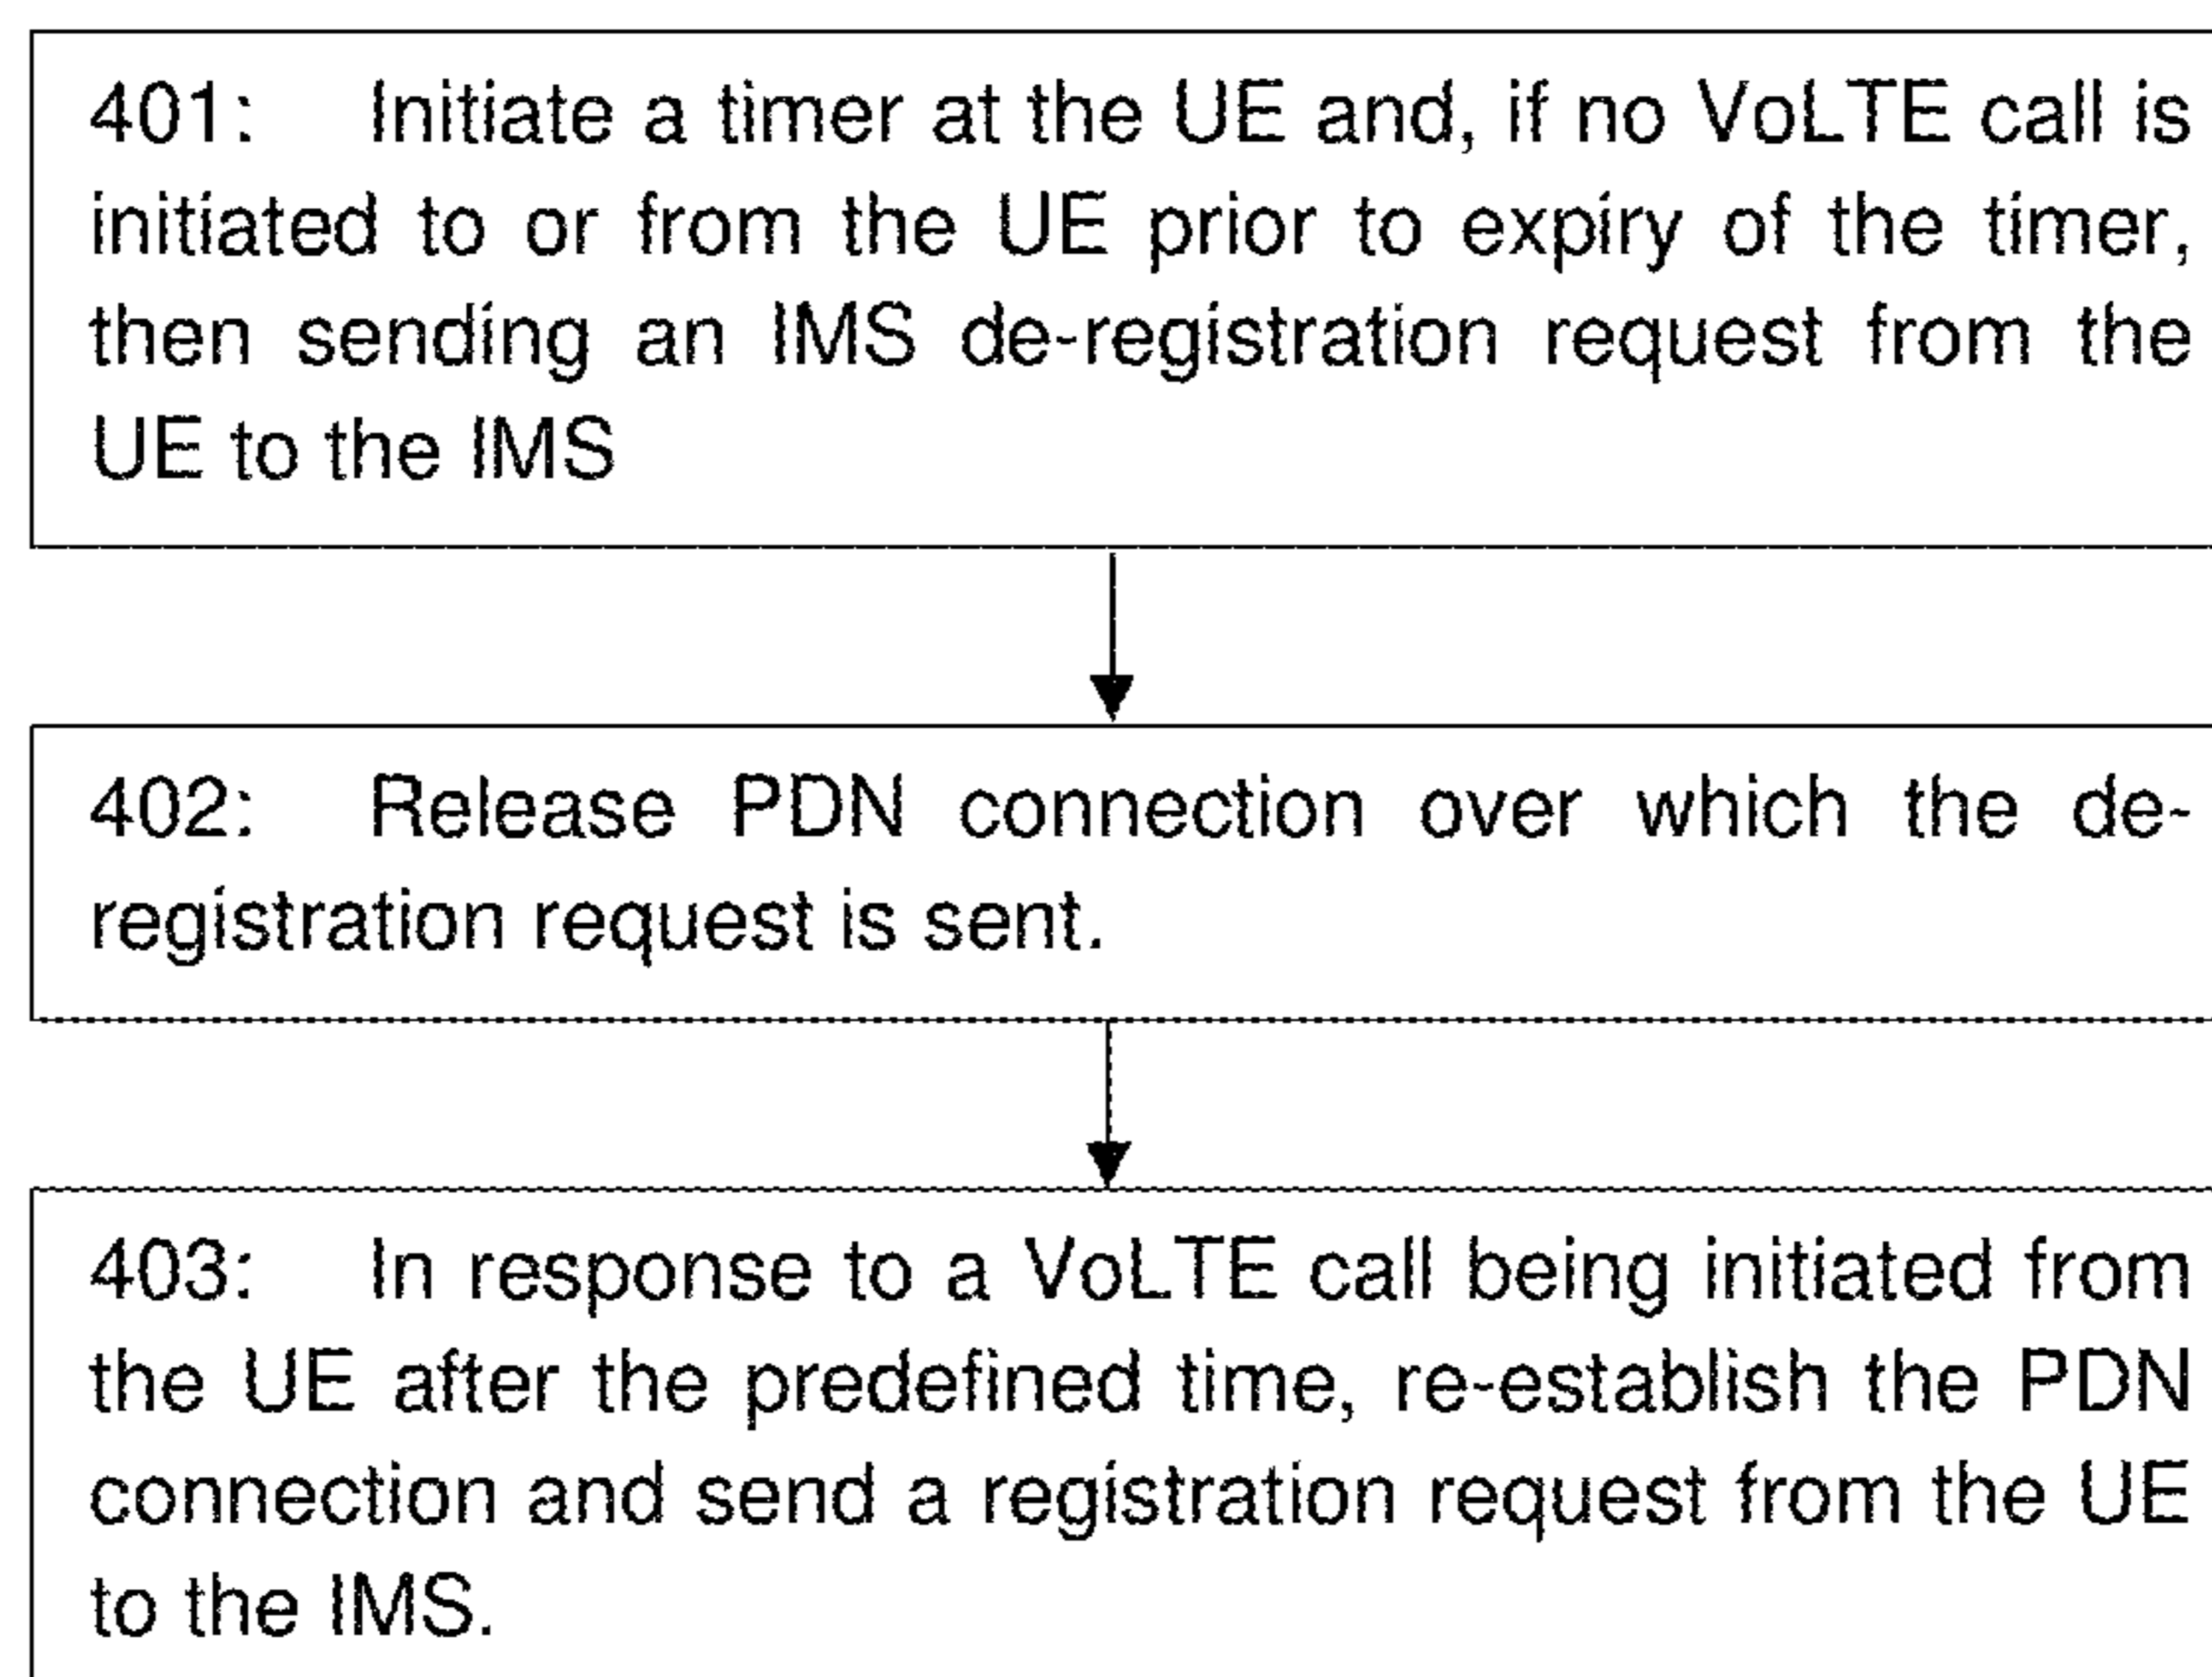 401: Initiate a timer at the UE and, if no VoLTE call is
initiated to or from the UE prior to expiry of the timer,
then sending an IMS de-registration request from the
UE to the IMS
402: Release PDN connection over which the de-
registration request is sent.
403: In response to a VoLTE call being initiated from
the UE after the predefined time, re-establish the PDN
connection and send a registration request from the UE
to the IMS.